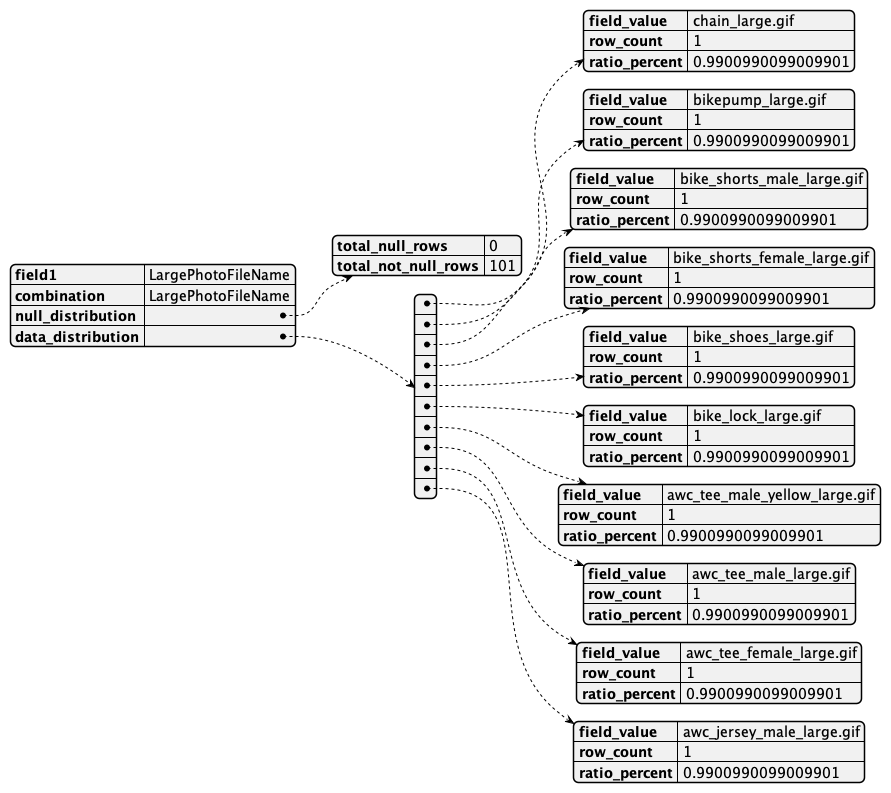 field1 LargePhotoFileName
combination LargePhotoFileName
null_distribution
data_distribution
total_null_rows 0
total_not_null_rows 101
field_value chain_large.gif
row_count 1
ratio_percent 0.9900990099009901
field_value bikepump_large.gif
row_count 1
ratio_percent 0.9900990099009901
field_value bike_shorts_male_large.gif
row_count 1
ratio_percent 0.9900990099009901
field_value bike_shorts_female_large.gif
row_count 1
ratio_percent 0.9900990099009901
field_value bike_shoes_large.gif
row_count 1
ratio_percent 0.9900990099009901
field_value bike_lock_large.gif
row_count 1
ratio_percent 0.9900990099009901
field_value awc_tee_male_yellow_large.gif
row_count 1
ratio_percent 0.9900990099009901
field_value awc_tee_male_large.gif
row_count 1
ratio_percent 0.9900990099009901
field_value awc_tee_female_large.gif
row_count 1
ratio_percent 0.9900990099009901
field_value awc_jersey_male_large.gif
row_count 1
ratio_percent 0.9900990099009901